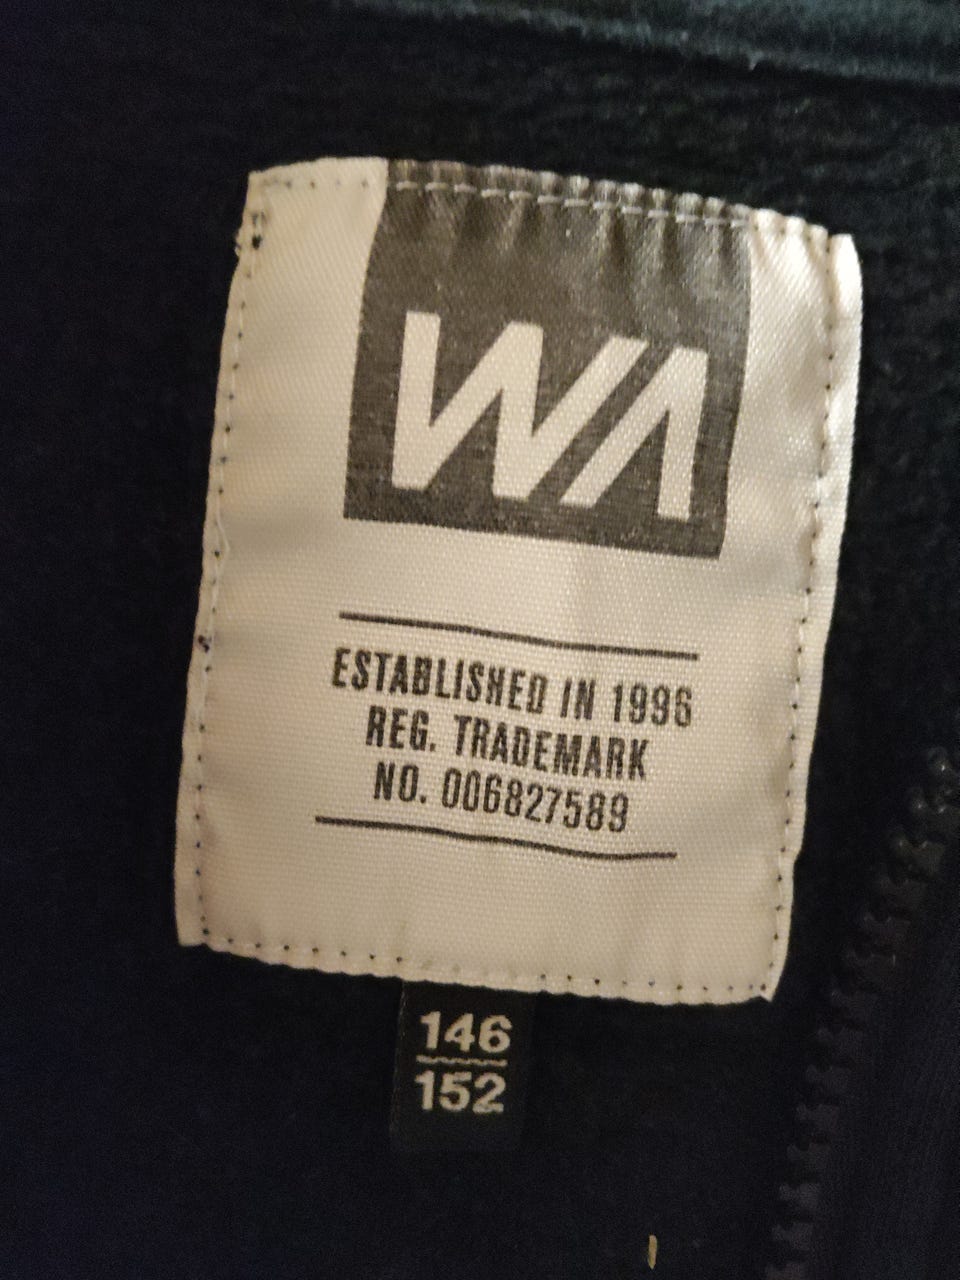 WA
ESTABLISHED IN 1996
REG. TRADEMARK
NO. 006827589
146
152